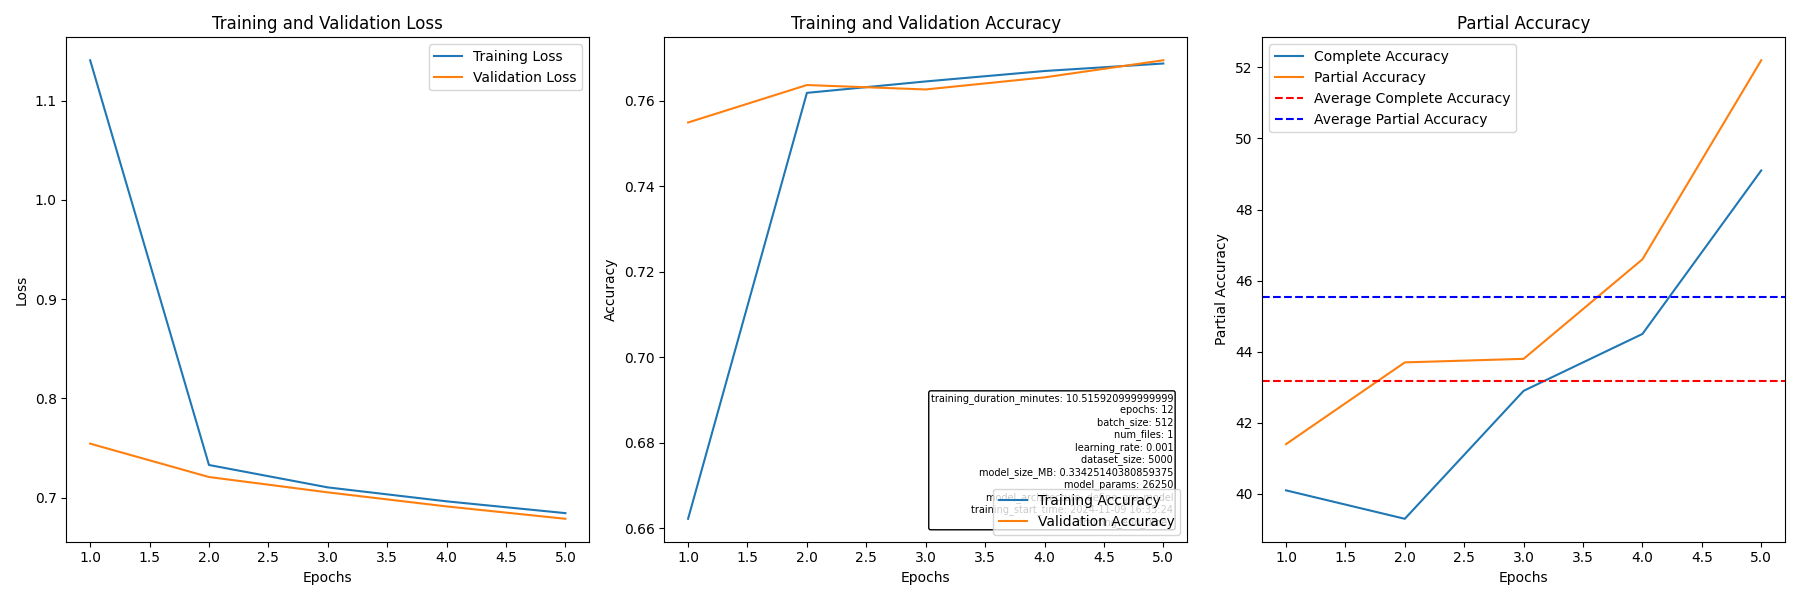 Training and Validation Loss
Training Loss
Validation Loss
1.1
1.0
0.9
0.8
0.7
Loss
1.0 1.5 2.0 2.5 3.0 3.5 4.0 4.5 5.0
Epochs
Training and Validation Accuracy
0.76
0.74
0.72
0.70
0.68
0.66
Accuracy
training_duration_minutes: 10.515920999999999
epochs: 12
batch_size: 512
num_files: 1
learning_rate: 0.001
dataset_size: 5000
model_size_MB: 0.33425140380859375
model_params: 26250
training_start_time: 2024-11-09 16:39:24
Training Accuracy
Validation Accuracy
1.0 1.5 2.0 2.5 3.0 3.5 4.0 4.5 5.0
Epochs
Partial Accuracy
Complete Accuracy
Partial Accuracy
Average Complete Accuracy
Average Partial Accuracy
52
50
48
46
44
42
40
Partial Accuracy
1.0 1.5 2.0 2.5 3.0 3.5 4.0 4.5 5.0
Epochs